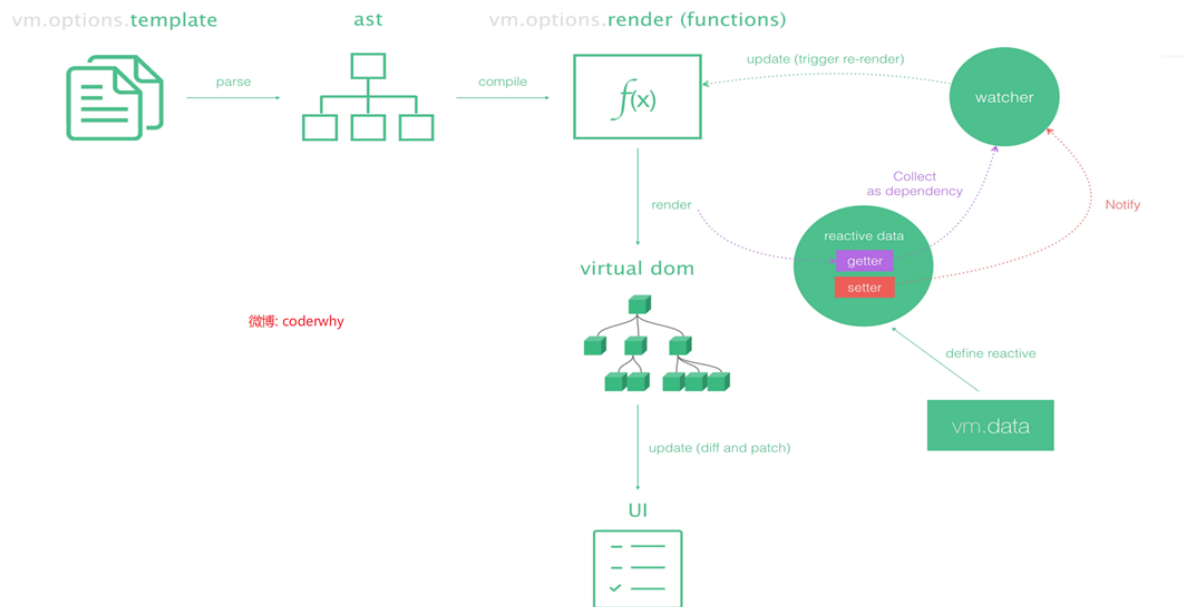 vm.options.template
ast
vm.options.render (functions)
parse
compile
f(x)
update (trigger re-render)
watcher
Collect
as dependency
Notify
render
reactive data
getter
setter
virtual dom
微博: coderwhy
define reactive
vm.data
update (diff and patch)
UI